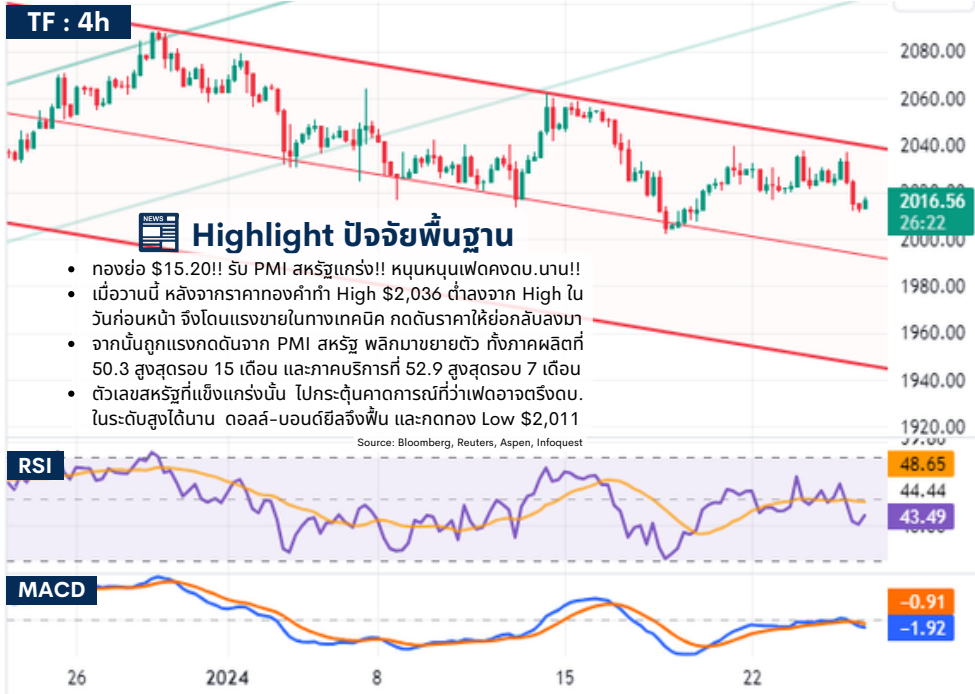 TF : 4h
2080.00
2060.00
2040.00
2016.56
26:22
2000.00
1980.00
1960.00
1940.00
1920.00
NEWS
Highlight ปัจจัยพื้นฐาน
• ทองย่อ $15.20!! รับ PMI สหรัฐแกร่ง!! หนุนหนุนเฟดคงดบ.นาน!!
• เมื่อวานนี้ หลังจากราคาทองคำทำ High $2,036 ต่ำลงจาก High ใน
วันก่อนหน้า จึงโดนแรงขายในทางเทคนิค กดดันราคาให้ย่อกลับลงมา
• จากนั้นถูกแรงกดดันจาก PMI สหรัฐ พลิกมาขยายตัว ทั้งภาคผลิตที่
50.3 สูงสุดรอบ 15 เดือน และภาคบริการที่ 52.9 สูงสุดรอบ 7 เดือน
• ตัวเลขสหรัฐที่แข็งแกร่งนั้น ไปกระตุ้นคาดการณ์ที่ว่าเฟดอาจตรึงดบ.
ในระดับสูงได้นาน ดอลล์-บอนด์ยีลจึงฟื้น และกดทอง Low $2,011
Source: Bloomberg, Reuters, Aspen, Infoquest
RSI
48.65
44.44
43.49
MACD
−0.91
−1.92
26
2024
8
15
22